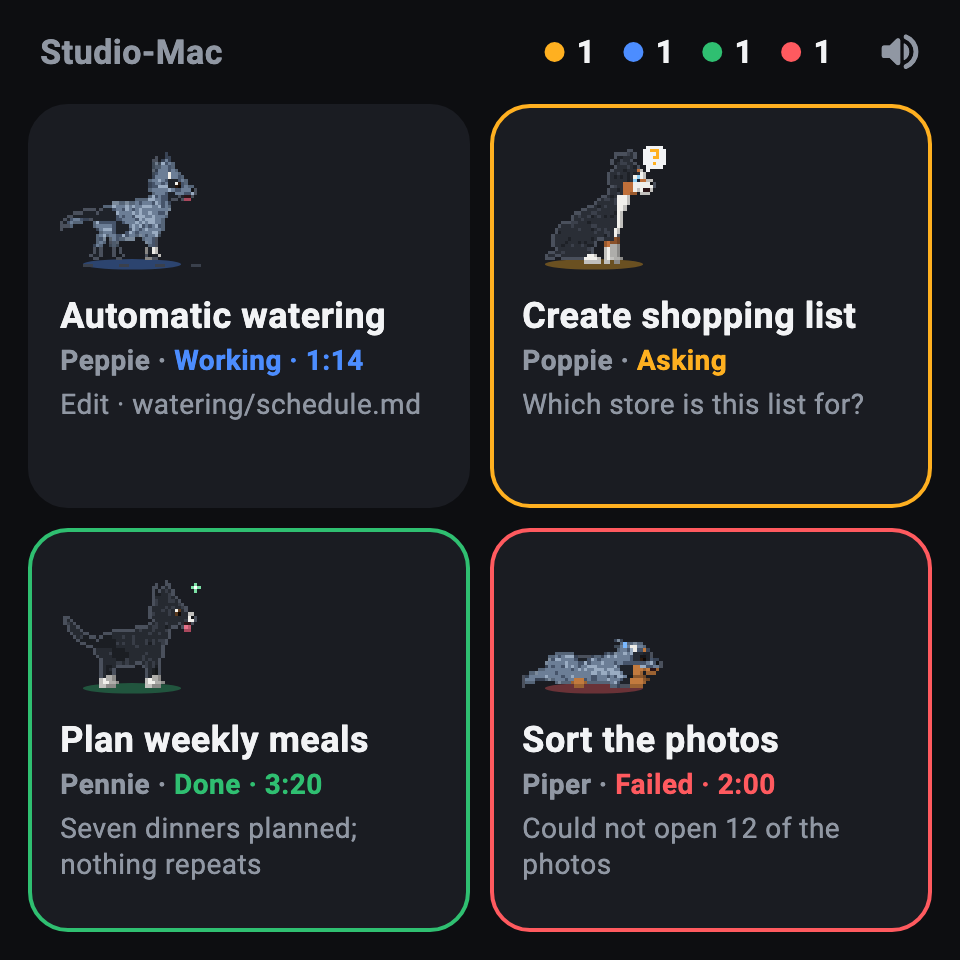 Studio-Mac
1 1 1 1
Automatic watering
Peppie · Working · 1:14
Edit · watering/schedule.md
?
Create shopping list
Poppie · Asking
Which store is this list for?
Plan weekly meals
Pennie · Done · 3:20
Seven dinners planned;
nothing repeats
Sort the photos
Piper · Failed · 2:00
Could not open 12 of the
photos